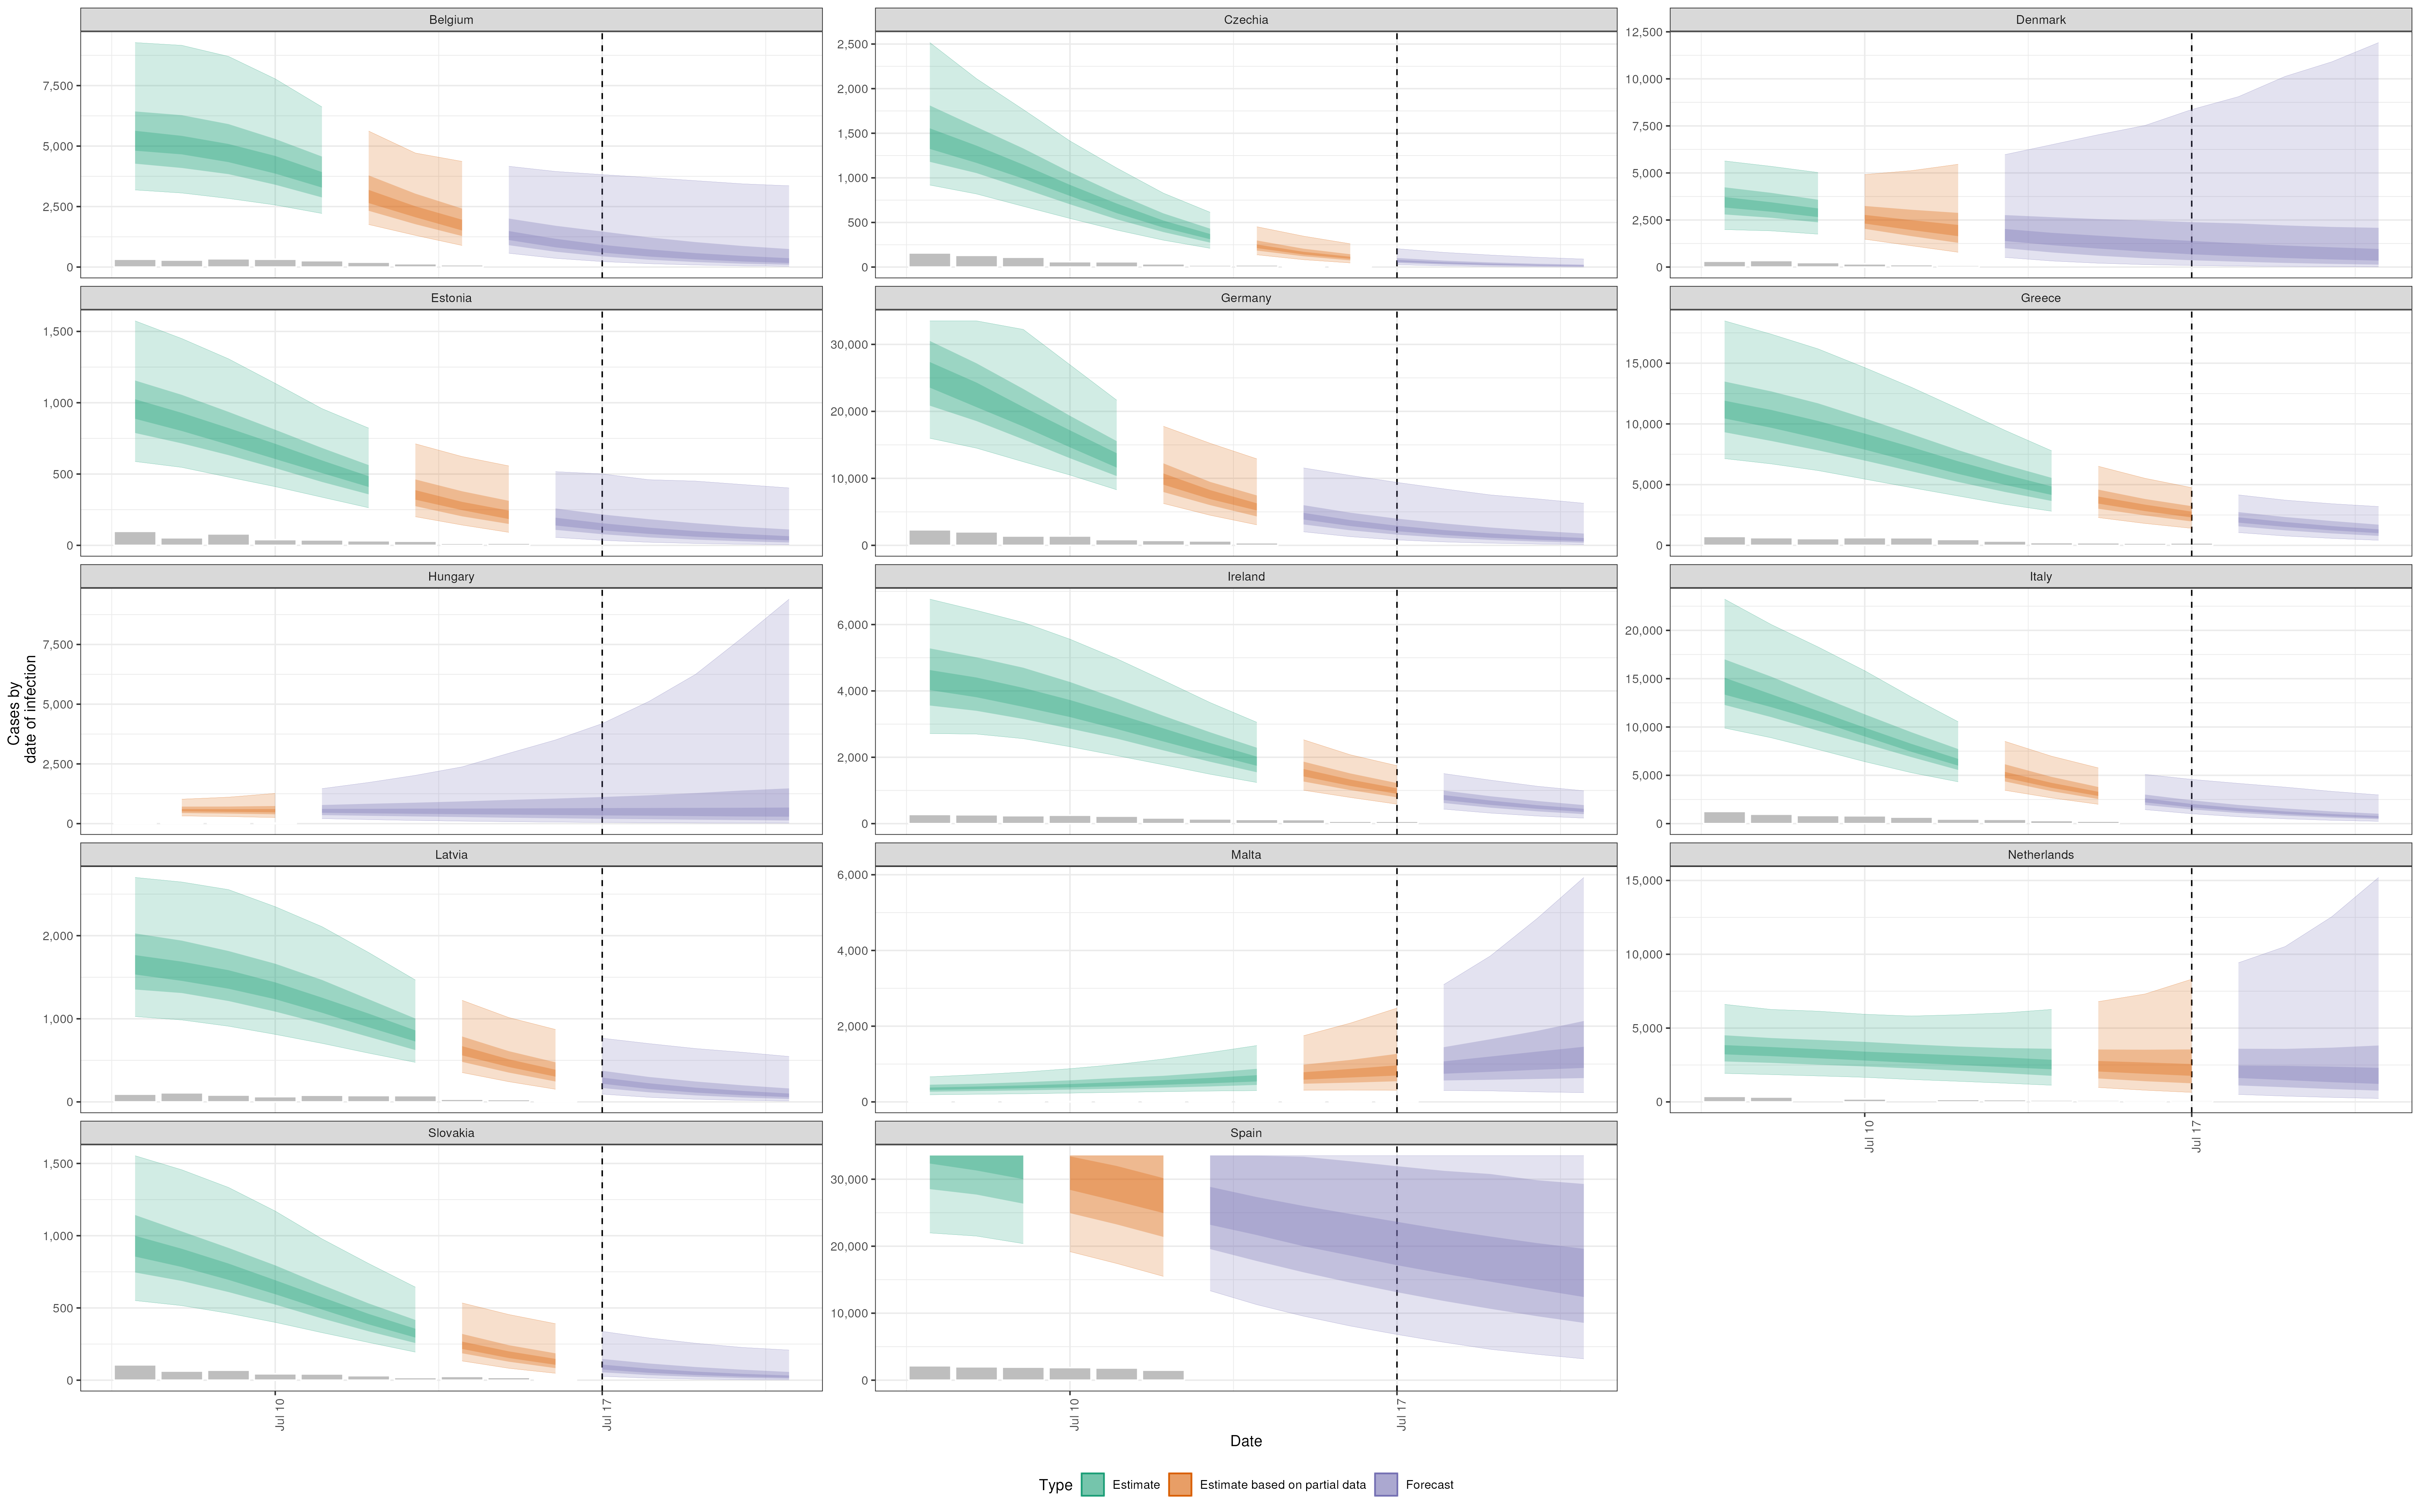 Belgium
Czechia
Denmark
7,500
5,000
2,500
0
2,500
2,000
1,500
1,000
500
0
12,500
10,000
7,500
5,000
2,500
0
Estonia
Germany
Greece
1,500
1,000
500
0
30,000
20,000
10,000
0
15,000
10,000
5,000
0
Hungary
Ireland
Italy
Cases by
date of infection
7,500
5,000
2,500
0
6,000
4,000
2,000
0
20,000
15,000
10,000
5,000
0
Latvia
Malta
Netherlands
2,000
1,000
0
6,000
4,000
2,000
0
15,000
10,000
5,000
0
Jul 10
Jul 17
Slovakia
Spain
1,500
1,000
500
0
30,000
20,000
10,000
0
Jul 10
Jul 17
Jul 10
Jul 17
Date
Type Estimate Estimate based on partial data Forecast